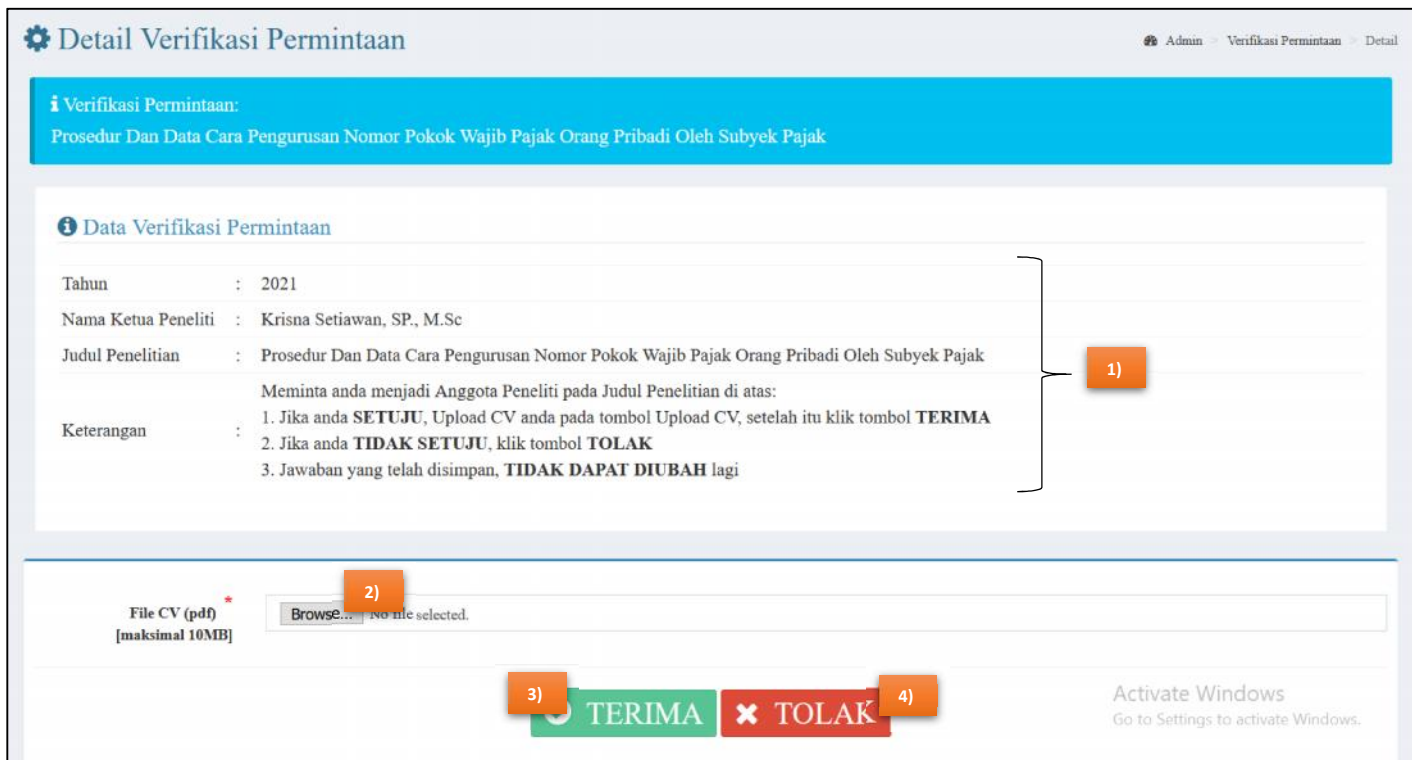 Detail Verifikasi Permintaan
Admin > Verifikasi Permintaan > Detail
i Verifikasi Permintaan:
Prosedur Dan Data Cara Pengurusan Nomor Pokok Wajib Pajak Orang Pribadi Oleh Subyek Pajak
Data Verifikasi Permintaan
Tahun : 2021
Nama Ketua Peneliti : Krisna Setiawan, SP., M.Sc
Judul Penelitian : Prosedur Dan Data Cara Pengurusan Nomor Pokok Wajib Pajak Orang Pribadi Oleh Subyek Pajak
1)
Meminta anda menjadi Anggota Peneliti pada Judul Penelitian di atas:
1. Jika anda SETUJU, Upload CV anda pada tombol Upload CV, setelah itu klik tombol TERIMA
Keterangan :
2. Jika anda TIDAK SETUJU, klik tombol TOLAK
3. Jawaban yang telah disimpan, TIDAK DAPAT DIUBAH lagi
2)
File CV (pdf) *
Browse... No file selected.
[maksimal 10MB]
3)
TERIMA
TOLAK
4)
Activate Windows
Go to Settings to activate Windows.